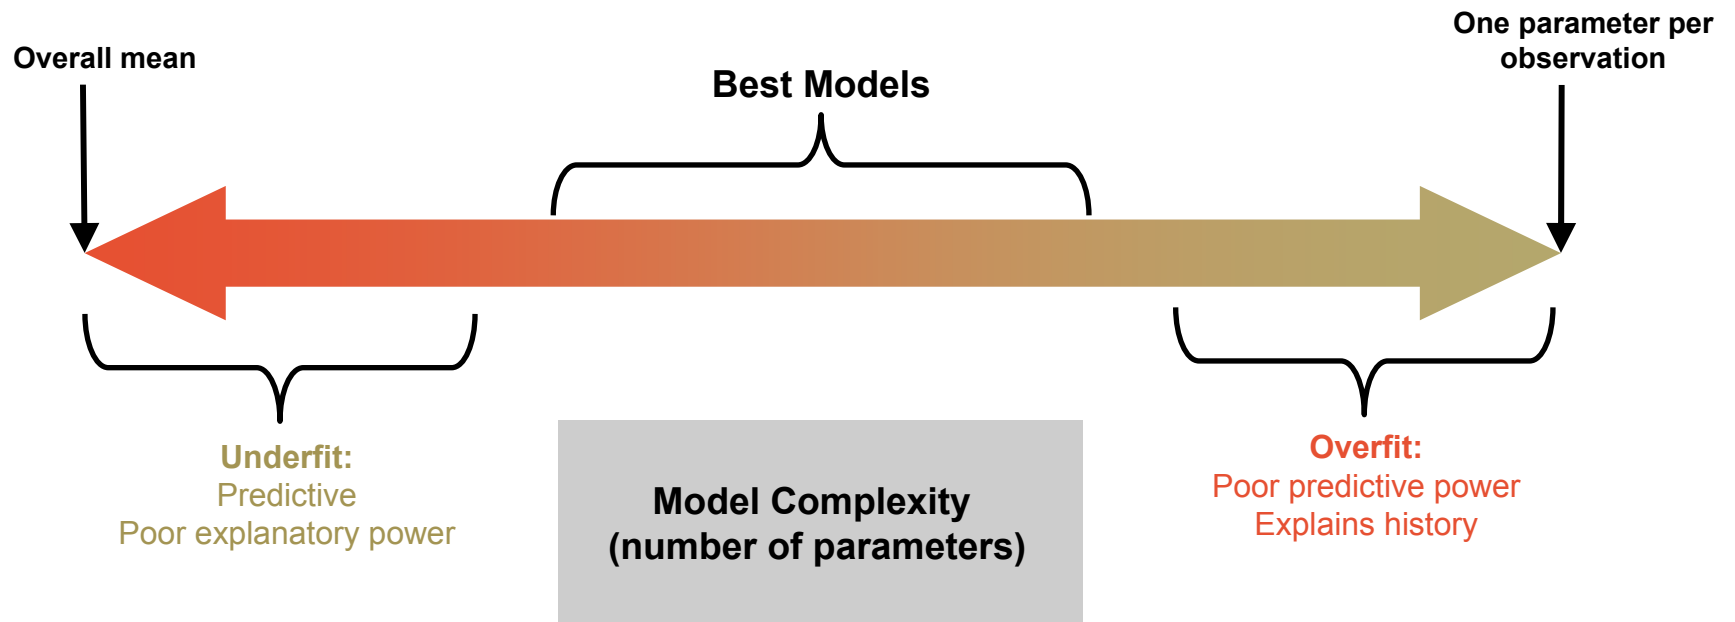 Overall mean
One parameter per
observation
Best Models
Underfit:
Predictive
Poor explanatory power
Model Complexity
(number of parameters)
Overfit:
Poor predictive power
Explains history